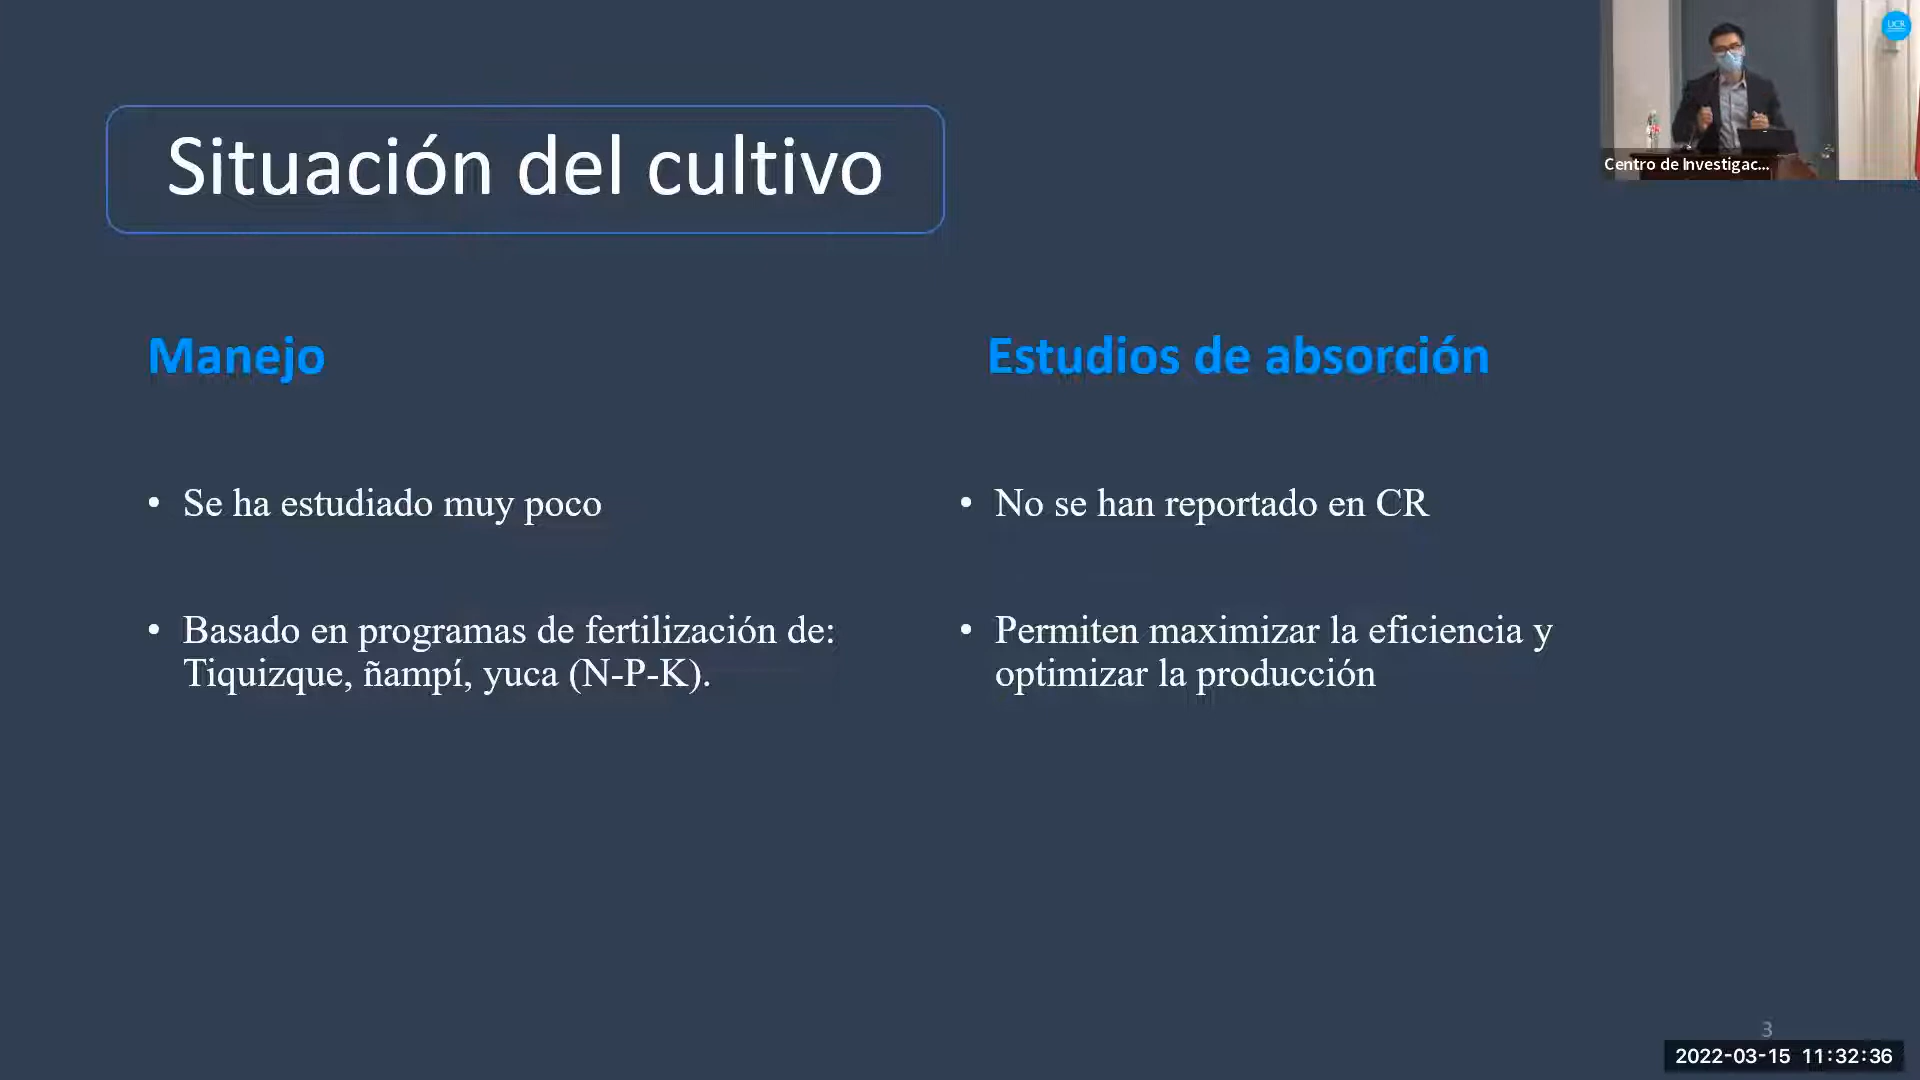 UCR
Centro de Investigac...
Situación del cultivo
Manejo
Estudios de absorción
• Se ha estudiado muy poco
• Basado en programas de fertilización de:
Tiquizque, ñampí, yuca (N-P-K).
• No se han reportado en CR
• Permiten maximizar la eficiencia y
optimizar la producción
3
2022-03-15 11:32:36